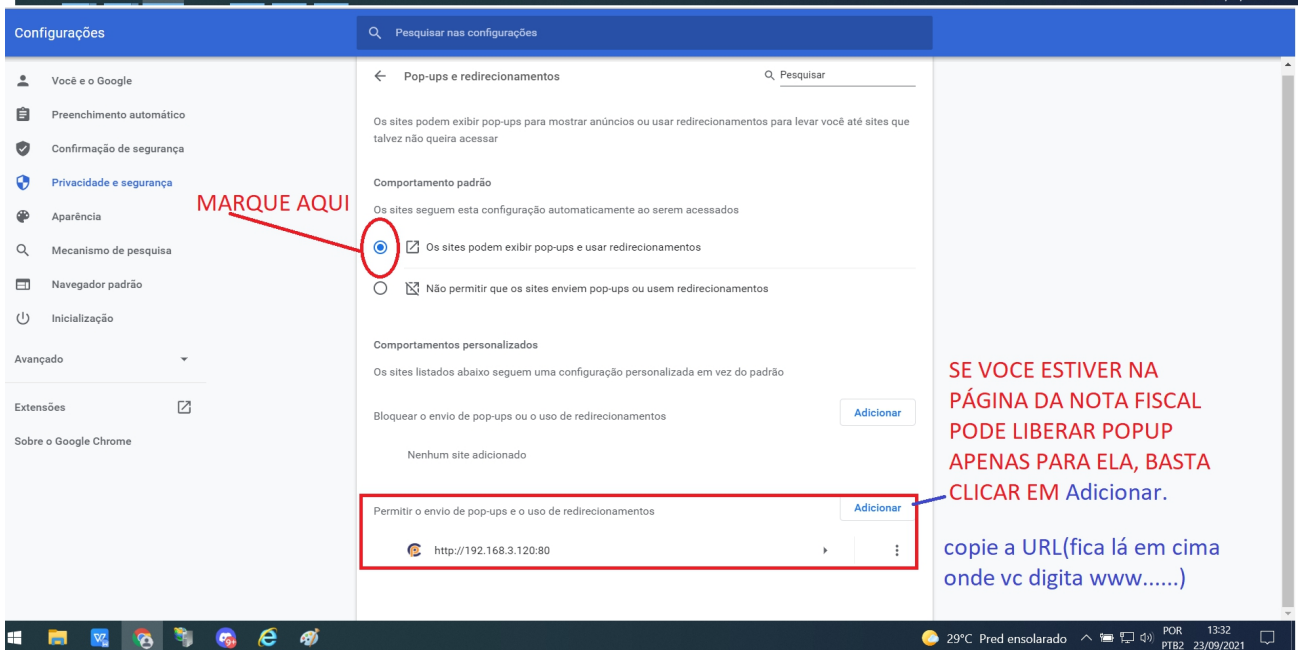 Configurações
Pesquisar nas configurações
Você e o Google
Preenchimento automático
Confirmação de segurança
Privacidade e segurança
Aparência
Mecanismo de pesquisa
Navegador padrão
Inicialização
Avançado
Extensões
Sobre o Google Chrome
MARQUE AQUI
Pop-ups e redirecionamentos
Pesquisar
Os sites podem exibir pop-ups para mostrar anúncios ou usar redirecionamentos para levar você até sites que
talvez não queira acessar
Comportamento padrão
Os sites seguem esta configuração automaticamente ao serem acessados
Os sites podem exibir pop-ups e usar redirecionamentos
Não permitir que os sites enviem pop-ups ou usem redirecionamentos
Comportamentos personalizados
Os sites listados abaixo seguem uma configuração personalizada em vez do padrão
Bloquear o envio de pop-ups ou o uso de redirecionamentos
Adicionar
Nenhum site adicionado
Permitir o envio de pop-ups e o uso de redirecionamentos
Adicionar
http://192.168.3.120:80
SE VOCE ESTIVER NA
PÁGINA DA NOTA FISCAL
PODE LIBERAR POPUP
APENAS PARA ELA, BASTA
CLICAR EM Adicionar.
copie a URL(fica lá em cima
onde vc digita www......)
29°C Pred ensolarado
POR
PTB2
13:32
23/09/2021